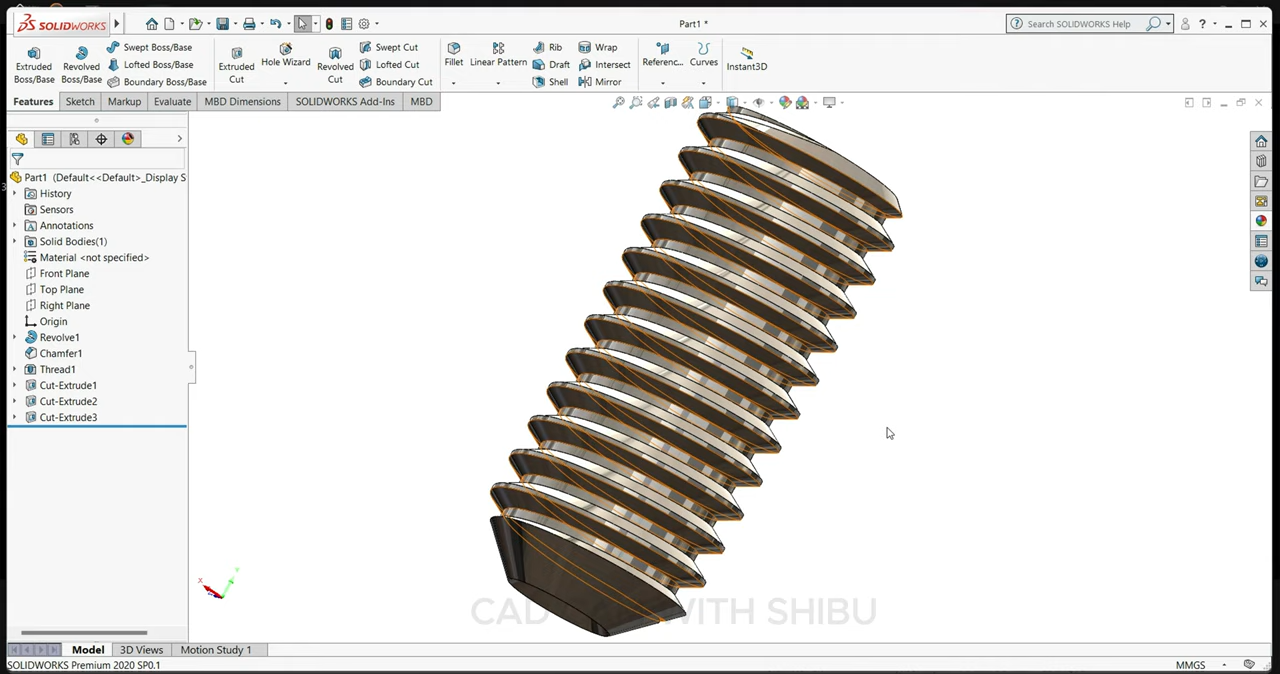 SOLIDWORKS
Part1 *
Search SOLIDWORKS Help
Extruded Boss/Base
Revolved Boss/Base
Swept Boss/Base
Lofted Boss/Base
Boundary Boss/Base
Extruded Cut
Hole Wizard
Revolved Cut
Swept Cut
Lofted Cut
Boundary Cut
Fillet
Linear Pattern
Rib
Draft
Shell
Wrap
Intersect
Mirror
Referenc...
Curves
Instant3D
Features
Sketch
Markup
Evaluate
MBD Dimensions
SOLIDWORKS Add-Ins
MBD
Part1 (Default<<Default>_Display S
History
Sensors
Annotations
Solid Bodies(1)
Material <not specified>
Front Plane
Top Plane
Right Plane
Origin
Revolve1
Chamfer1
Thread1
Cut-Extrude1
Cut-Extrude2
Cut-Extrude3
WITH SHIBU
Model
3D Views
Motion Study 1
SOLIDWORKS Premium 2020 SP0.1
MMGS